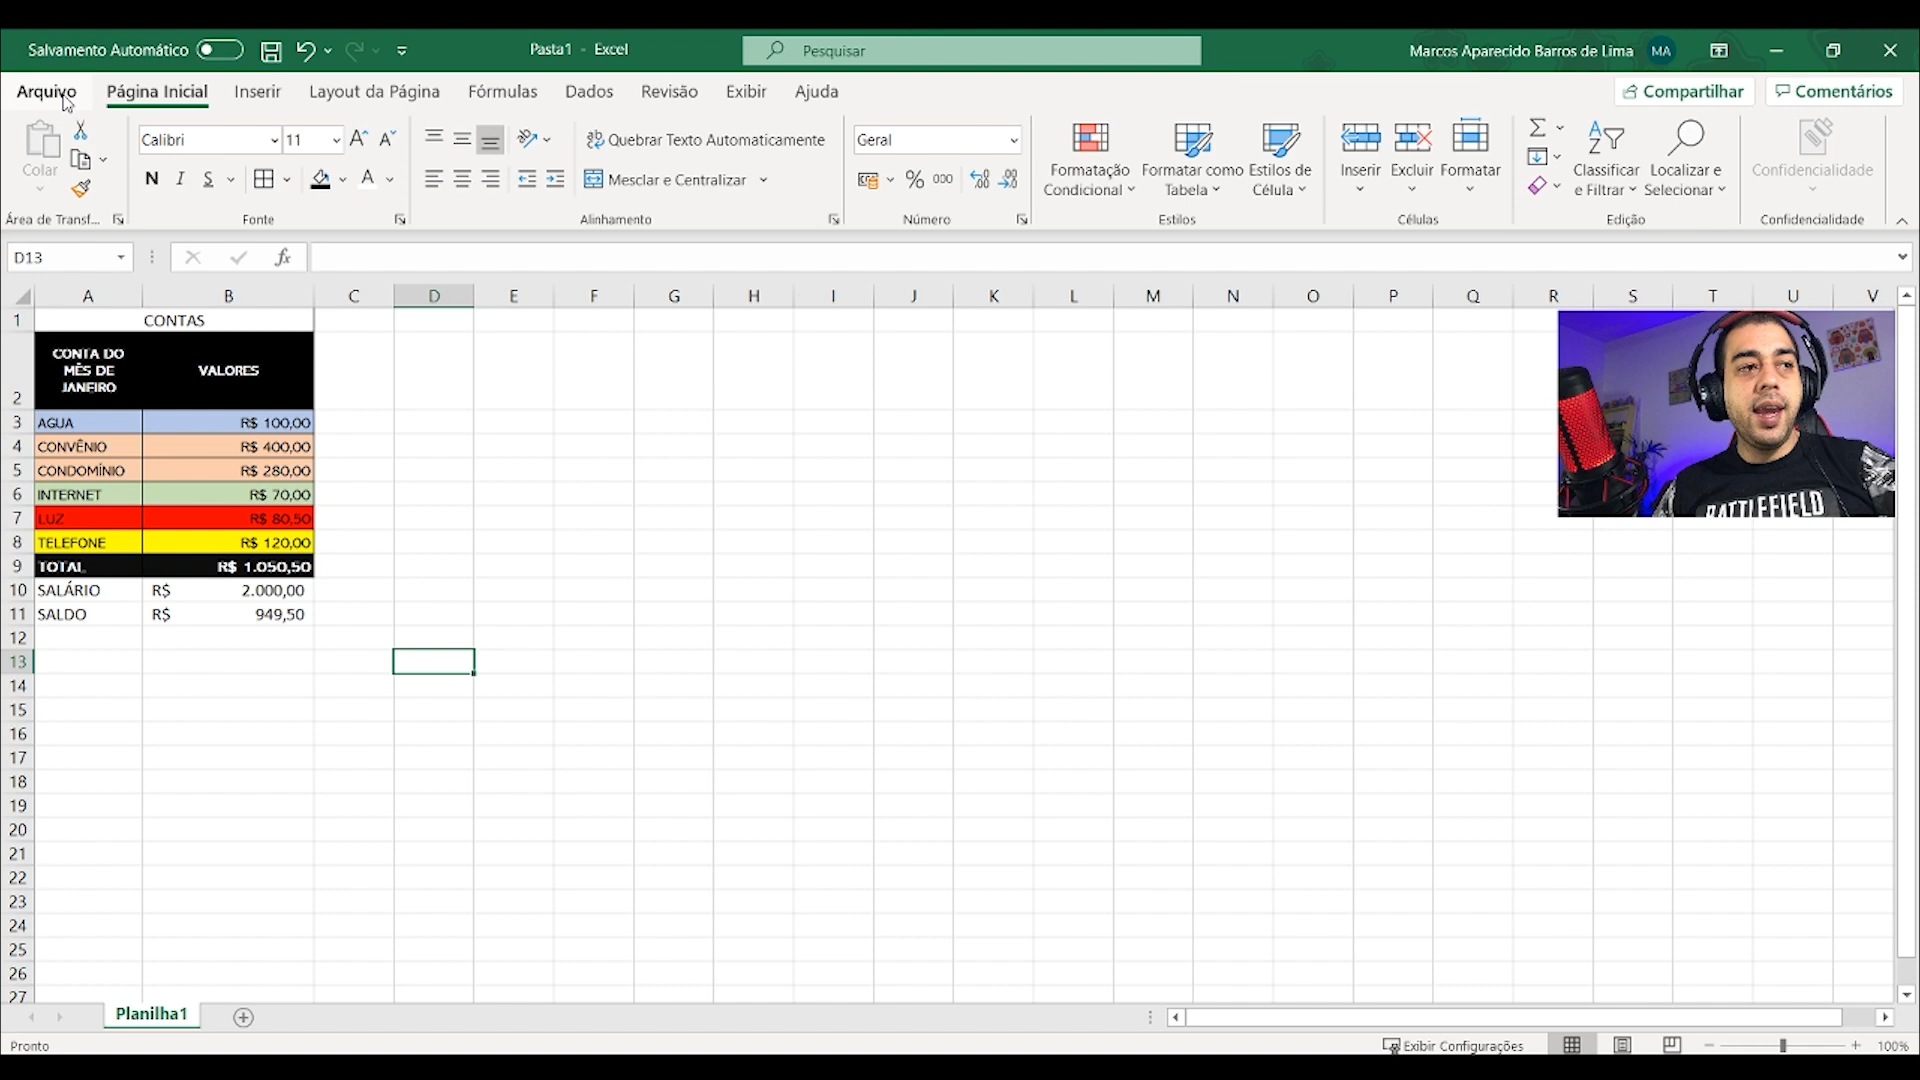 Salvamento Automático
Pasta1 - Excel
Pesquisar
Marcos Aparecido Barros de Lima MA
Arquivo Página Inicial Inserir Layout da Página Fórmulas Dados Revisão Exibir Ajuda Compartilhar Comentários
Colar
Calibri 11
N I S A
Quebrar Texto Automaticamente
Mesclar e Centralizar
Geral
% 000
Formatação Condicional
Formatar como Tabela
Estilos de Célula
Inserir Excluir Formatar
Classificar e Filtrar
Localizar e Selecionar
Confidencialidade
Área de Transf... Fonte Alinhamento Número Estilos Células Edição Confidencialidade
D13 fx
A B C D E F G H I J K L M N O P Q R S T U V
1 CONTAS
2 CONTA DO MÊS DE JANEIRO VALORES
3 AGUA R$ 100,00
4 CONVÊNIO R$ 400,00
5 CONDOMÍNIO R$ 280,00
6 INTERNET R$ 70,00
7 LUZ R$ 80,50
8 TELEFONE R$ 120,00
9 TOTAL R$ 1.050,50
10 SALÁRIO R$ 2.000,00
11 SALDO R$ 949,50
12
13
14
15
16
17
18
19
20
21
22
23
24
25
26
27
BATTLEFIELD
Planilha1
Pronto
Exibir Configurações
100%